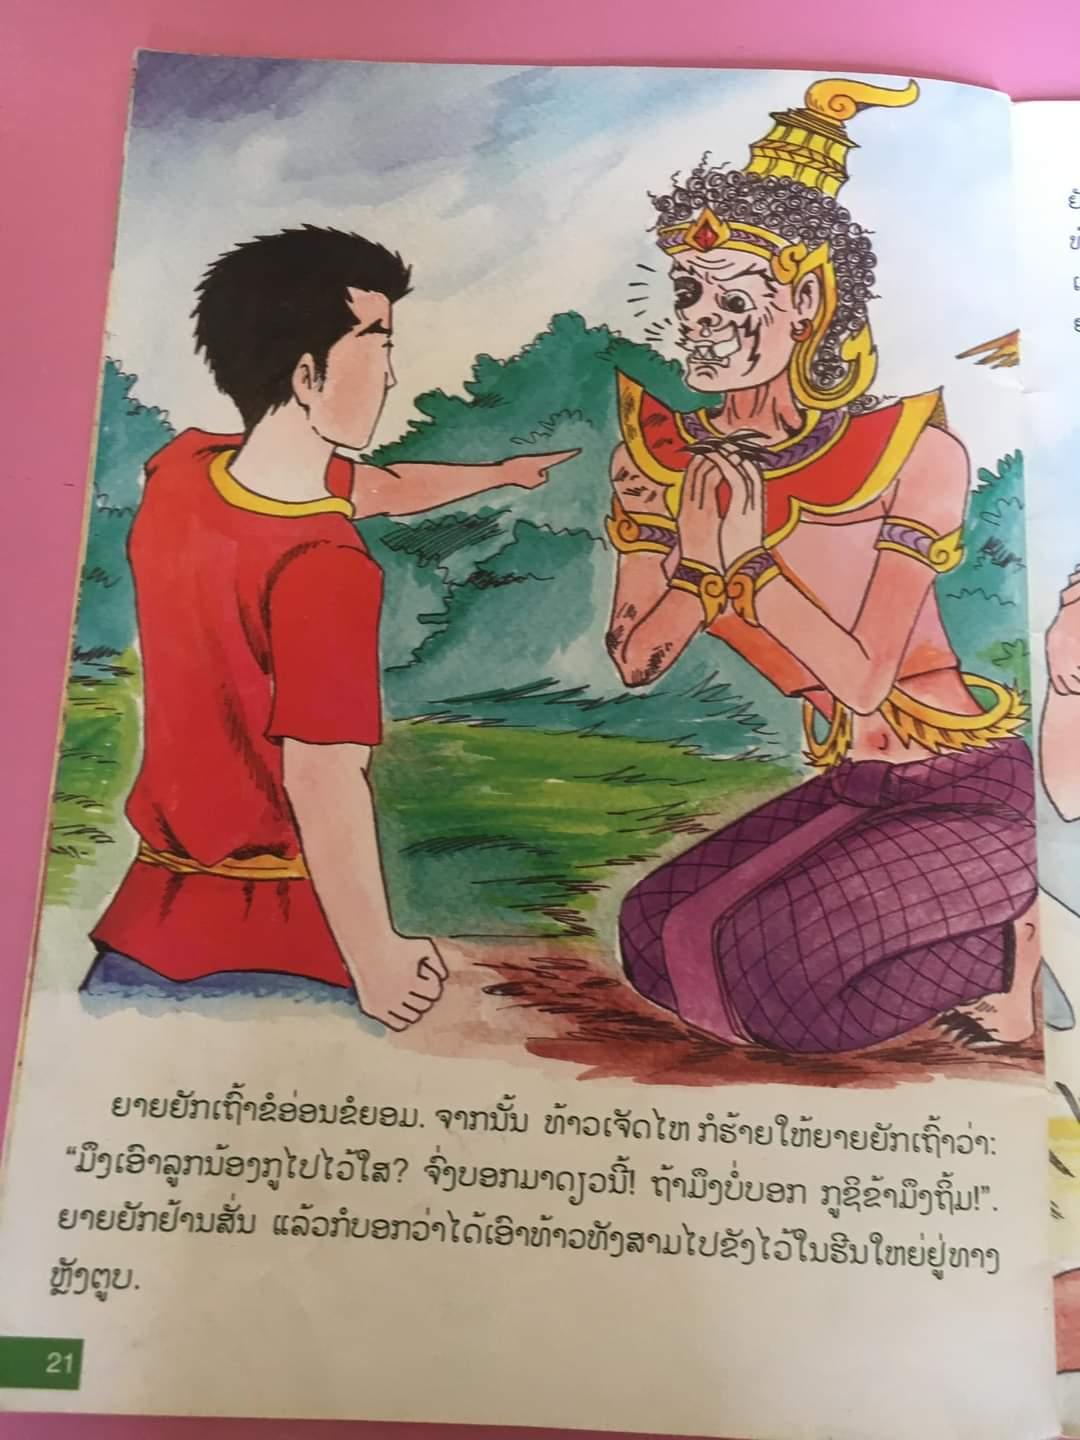 ຍາຍຍັກເຖົ້າຂໍອ່ອນຂໍຍອມ. ຈາກນັ້ນ ທ້າວເຈັດໄຫ ກໍຮ້າຍໃຫ້ຍາຍຍັກເຖົ້າວ່າ:
“ມຶງເອົາລູກນ້ອງກູໄປໄວ້ໃສ? ຈົ່ງບອກມາດຽວນີ້! ຖ້າມຶງບໍ່ບອກ ກູຊິຂ້າມຶງຖິ້ມ!”.
ຍາຍຍັກຢ້ານສັ່ນ ແລ້ວກໍບອກວ່າໄດ້ເອົາທ້າວທັງສາມໄປຂັງໄວ້ໃນຮີນໃຫຍ່ຢູ່ທາງ
ຫຼັງຕູບ.
21